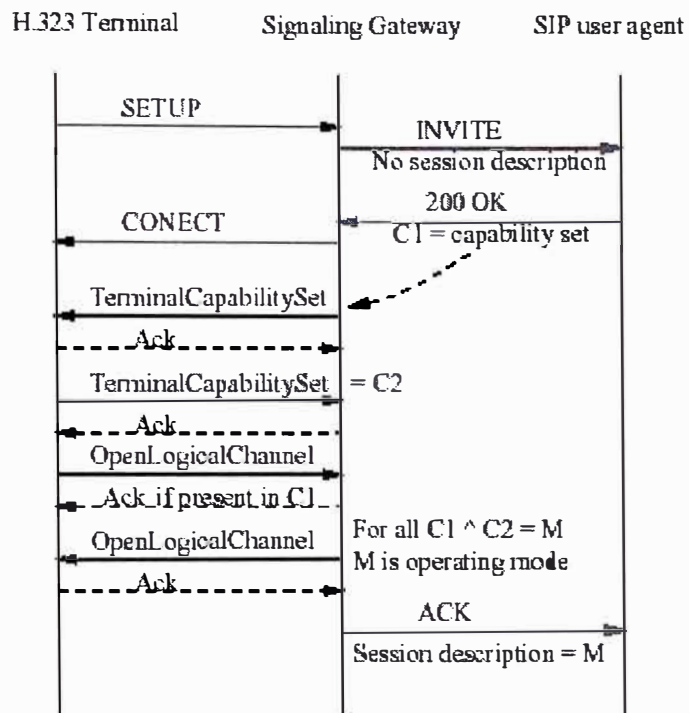 H.323 Terminal Signaling Gateway SIP user agent
SETUP
INVITE
No session description
200 OK
CONECT
C1 = capability set
TerminalCapabilitySet
Ack
TerminalCapabilitySet = C2
Ack
OpenLogicalChannel
Ack if present in C1
For all C1 ^ C2 = M
OpenLogicalChannel
M is operating mode
Ack
ACK
Session description = M